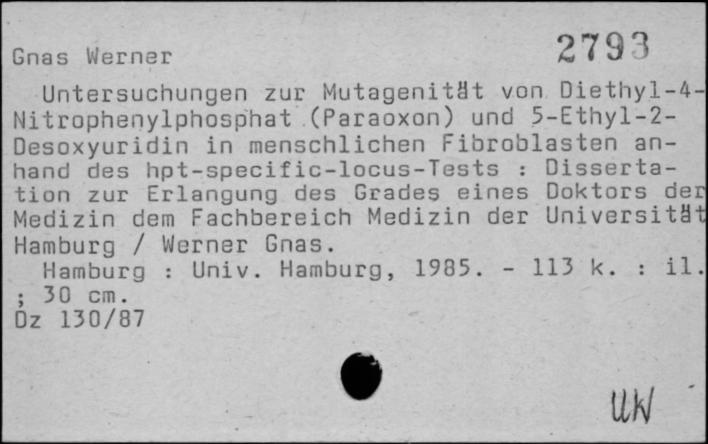 2793
Gnas Werner
Untersuchungen zur Mutagenität von Diethyl-4-
Nitrophenylphosphat (Paraoxon) und 5-Ethyl-2-
Desoxyuridin in menschlichen Fibroblasten an-
hand des hpt-specific-locus-Tests : Disserta-
tion zur Erlangung des Grades eines Doktors der
Medizin dem Fachbereich Medizin der Universität
Hamburg / Werner Gnas.
Hamburg : Univ. Hamburg, 1985. - 113 k. : il.
; 30 cm.
Dz 130/87
UW